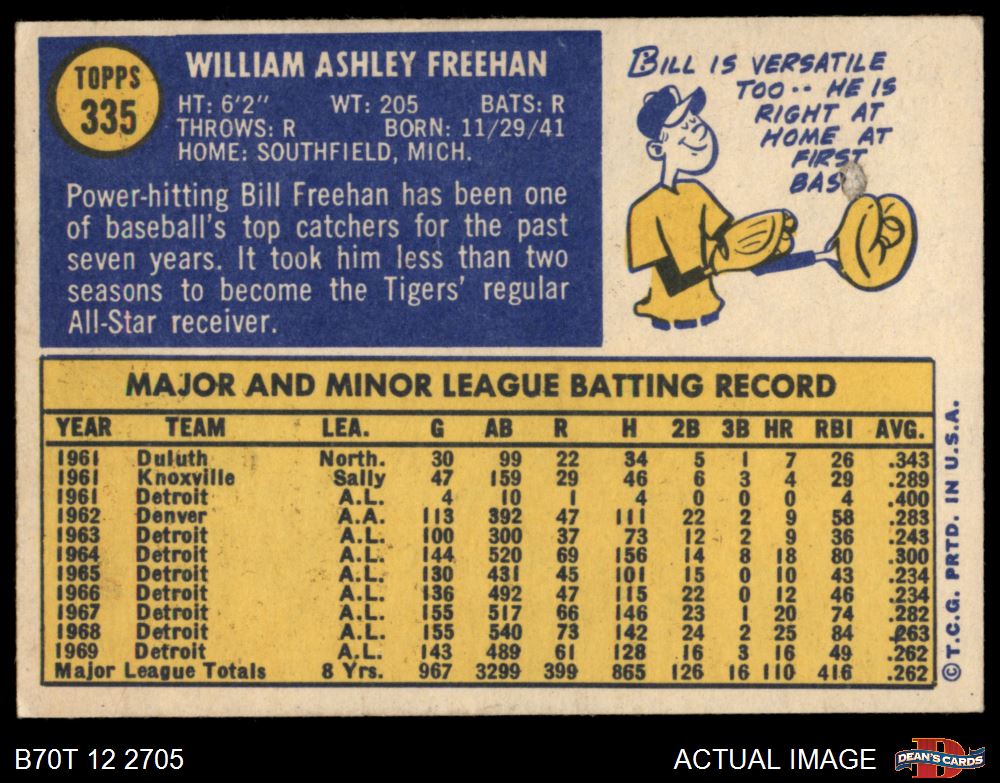 TOPPS
335
WILLIAM ASHLEY FREEHAN
HT: 6'2" WT: 205 BATS: R
THROWS: R BORN: 11/29/41
HOME: SOUTHFIELD, MICH.
Power-hitting Bill Freehan has been one
of baseball's top catchers for the past
seven years. It took him less than two
seasons to become the Tigers' regular
All-Star receiver.
BILL IS VERSATILE
TOO·· HE IS
RIGHT AT
HOME AT
FIRST
BAS
MAJOR AND MINOR LEAGUE BATTING RECORD
YEAR TEAM LEA. G AB R H 2B 3B HR RBI AVG.
1961 Duluth North. 30 99 22 34 5 1 7 26 .343
1961 Knoxville Sally 47 159 29 46 6 3 4 29 .289
1961 Detroit A.L. 4 10 1 4 0 0 0 4 .400
1962 Denver A.A. 113 392 47 111 22 2 9 58 .283
1963 Detroit A.L. 100 300 37 73 12 2 9 36 .243
1964 Detroit A.L. 144 520 69 156 14 8 18 80 .300
1965 Detroit A.L. 130 431 45 101 15 0 10 43 .234
1966 Detroit A.L. 136 492 47 115 22 0 12 46 .234
1967 Detroit A.L. 155 517 66 146 23 1 20 74 .282
1968 Detroit A.L. 155 540 73 142 24 2 25 84 .263
1969 Detroit A.L. 143 489 61 128 16 3 16 49 .262
Major League Totals 8 Yrs. 967 3299 399 865 126 16 110 416 .262
© T.C.G. PRTD. IN U.S.A.
B70T 12 2705
ACTUAL IMAGE
D
DEAN'S CARDS